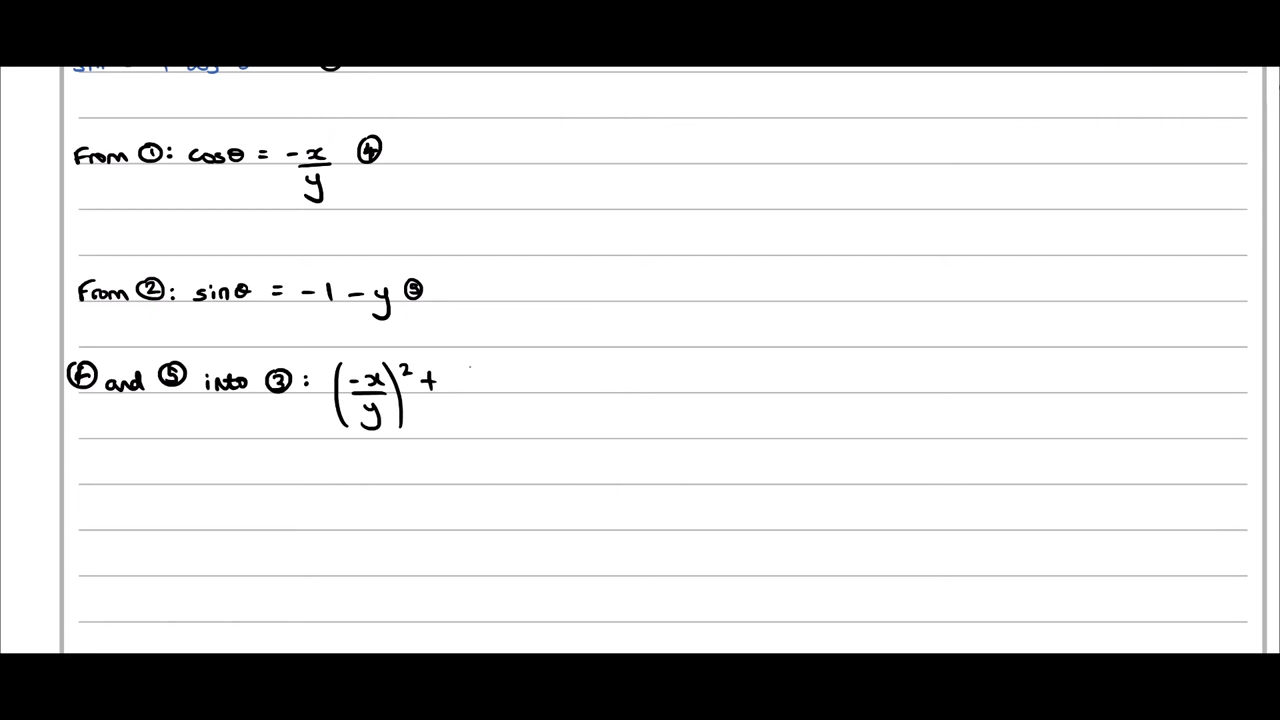 From ①: cosθ = -x/y ④
From ②: sinθ = -1 - y ⑤
④ and ⑤ into ③: (-x/y)² +